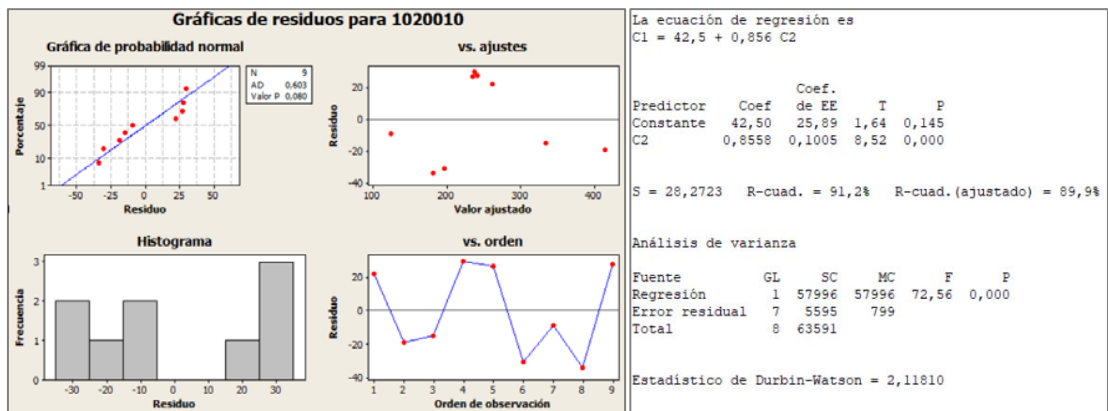 Gráficas de residuos para 1020010
Gráfica de probabilidad normal
99
90
50
10
1
Porcentaje
-50 -25 0 25 50
Residuo
N 9
AD 0,603
Valor P 0,080
vs. ajustes
20
0
-20
-40
Residuo
100 200 300 400
Valor ajustado
Histograma
3
2
1
0
Frecuencia
-30 -20 -10 0 10 20 30
Residuo
vs. orden
20
0
-20
-40
Residuo
1 2 3 4 5 6 7 8 9
Orden de observación
La ecuación de regresión es
C1 = 42,5 + 0,856 C2
Coef.
Predictor Coef de EE T P
Constante 42,50 25,89 1,64 0,145
C2 0,8558 0,1005 8,52 0,000
S = 28,2723 R-cuad. = 91,2% R-cuad.(ajustado) = 89,9%
Análisis de varianza
Fuente GL SC MC F P
Regresión 1 57996 57996 72,56 0,000
Error residual 7 5595 799
Total 8 63591
Estadístico de Durbin-Watson = 2,11810